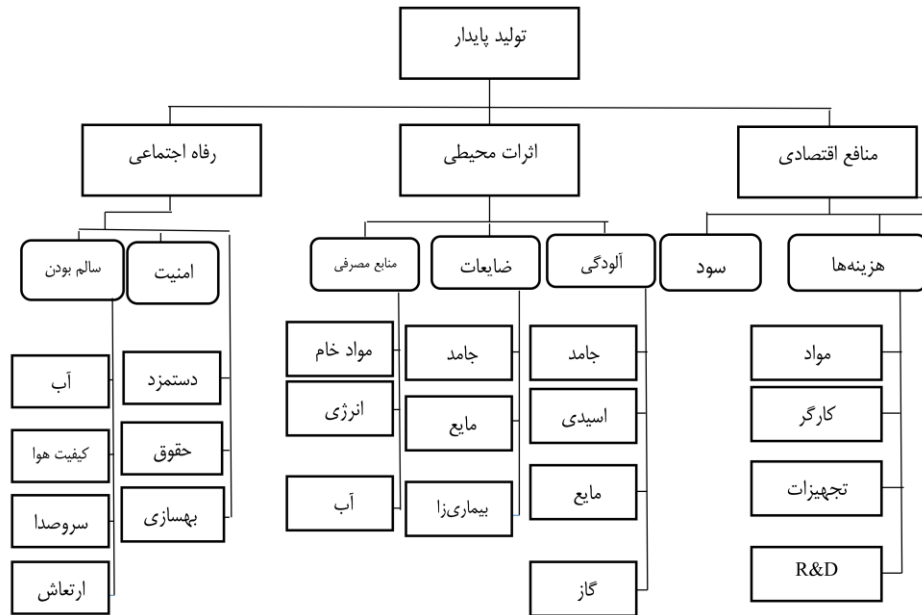 تولید پایدار
منافع اقتصادی
اثرات محیطی
رفاه اجتماعی
هزینه‌ها
سود
آلودگی
ضایعات
منابع مصرفی
امنیت
سالم بودن
مواد
کارگر
تجهیزات
R&D
جامد
اسیدی
مایع
گاز
جامد
مایع
بیماری‌زا
مواد خام
انرژی
آب
دستمزد
حقوق
بهسازی
آب
کیفیت هوا
سروصدا
ارتعاش